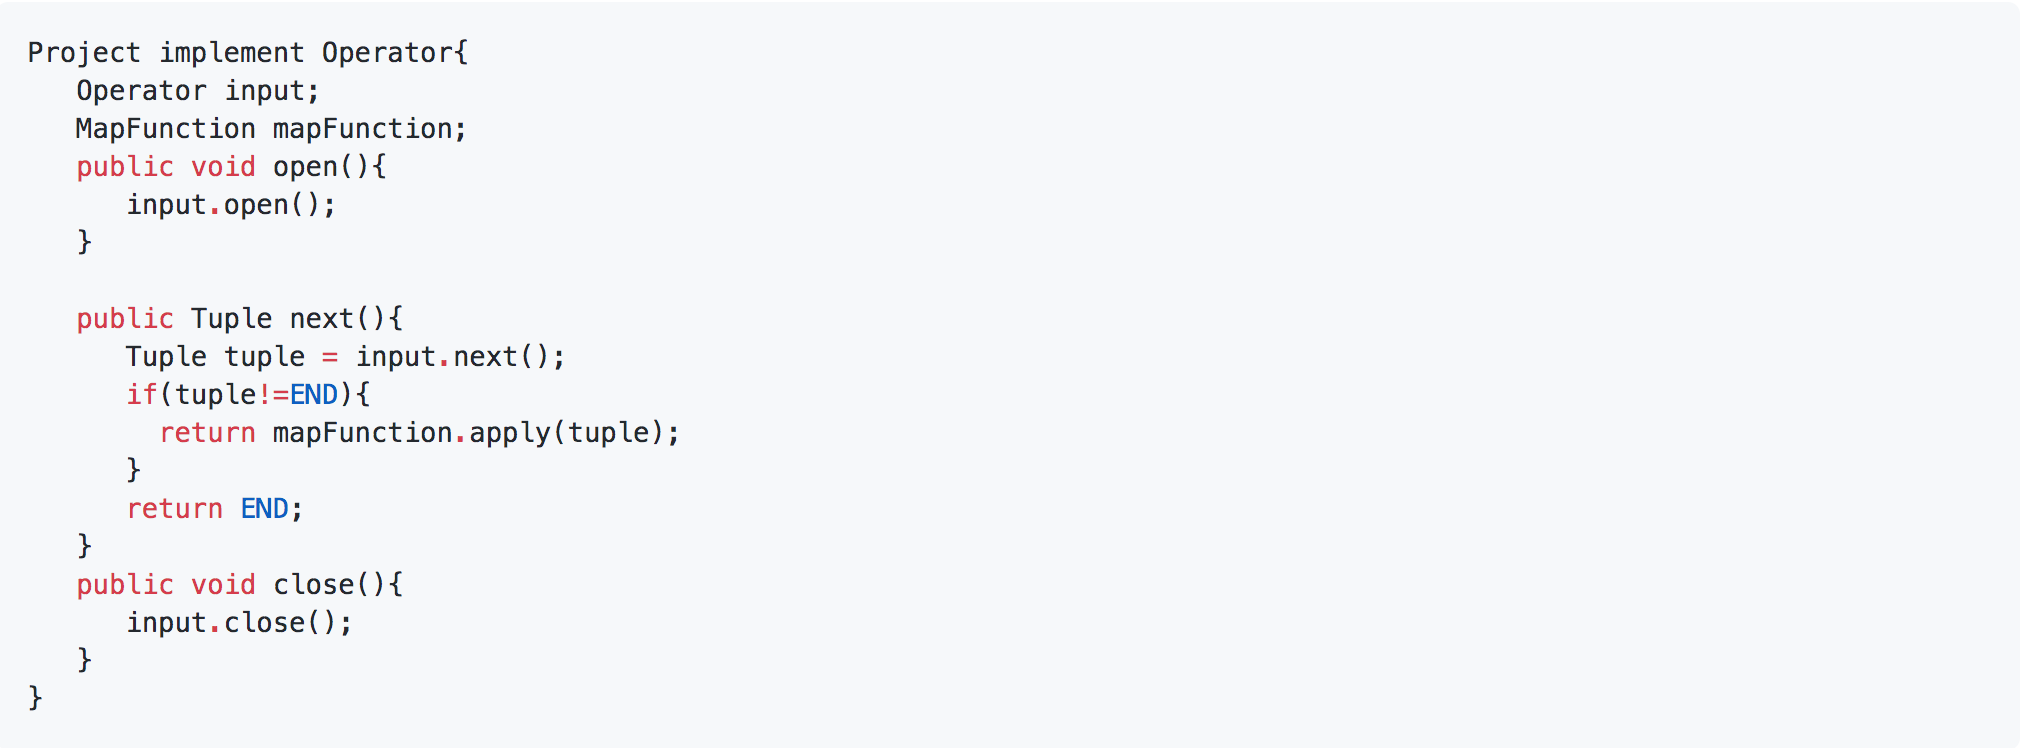 Project implement Operator{
   Operator input;
   MapFunction mapFunction;
   public void open(){
      input.open();
   }

   public Tuple next(){
      Tuple tuple = input.next();
      if(tuple!=END){
        return mapFunction.apply(tuple);
      }
      return END;
   }
   public void close(){
      input.close();
   }
}